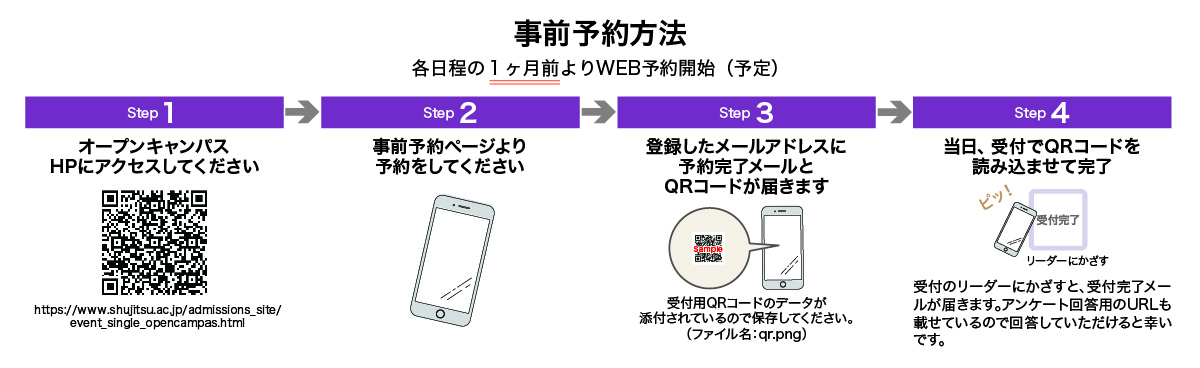 事前予約方法
各日程の1ヶ月前よりWEB予約開始（予定）
Step 1
オープンキャンパス
HPにアクセスしてください
https://www.shujitsu.ac.jp/admissions_site/
event_single_opencampas.html
Step 2
事前予約ページより
予約をしてください
Step 3
登録したメールアドレスに
予約完了メールと
QRコードが届きます
Sample
受付用QRコードのデータが
添付されているので保存してください。
（ファイル名：qr.png）
Step 4
当日、受付でQRコードを
読み込ませて完了
ピッ！
受付完了
リーダーにかざす
受付のリーダーにかざすと、受付完了メー
ルが届きます。アンケート回答用のURLも
載せているので回答していただけると幸い
です。